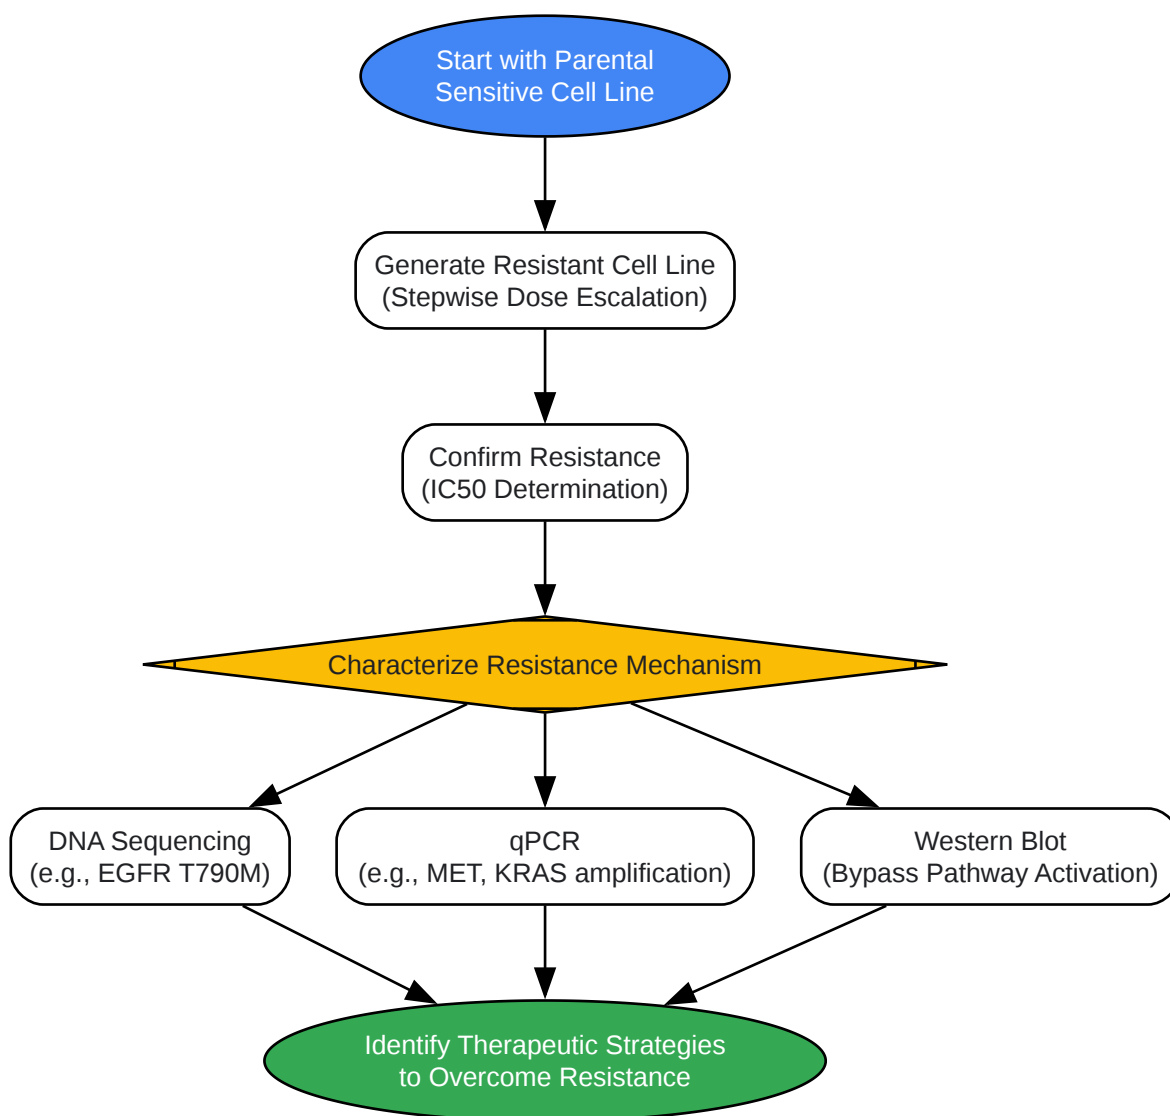 Start with Parental
Sensitive Cell Line
Generate Resistant Cell Line
(Stepwise Dose Escalation)
Confirm Resistance
(IC50 Determination)
Characterize Resistance Mechanism
DNA Sequencing
(e.g., EGFR T790M)
qPCR
(e.g., MET, KRAS amplification)
Western Blot
(Bypass Pathway Activation)
Identify Therapeutic Strategies
to Overcome Resistance